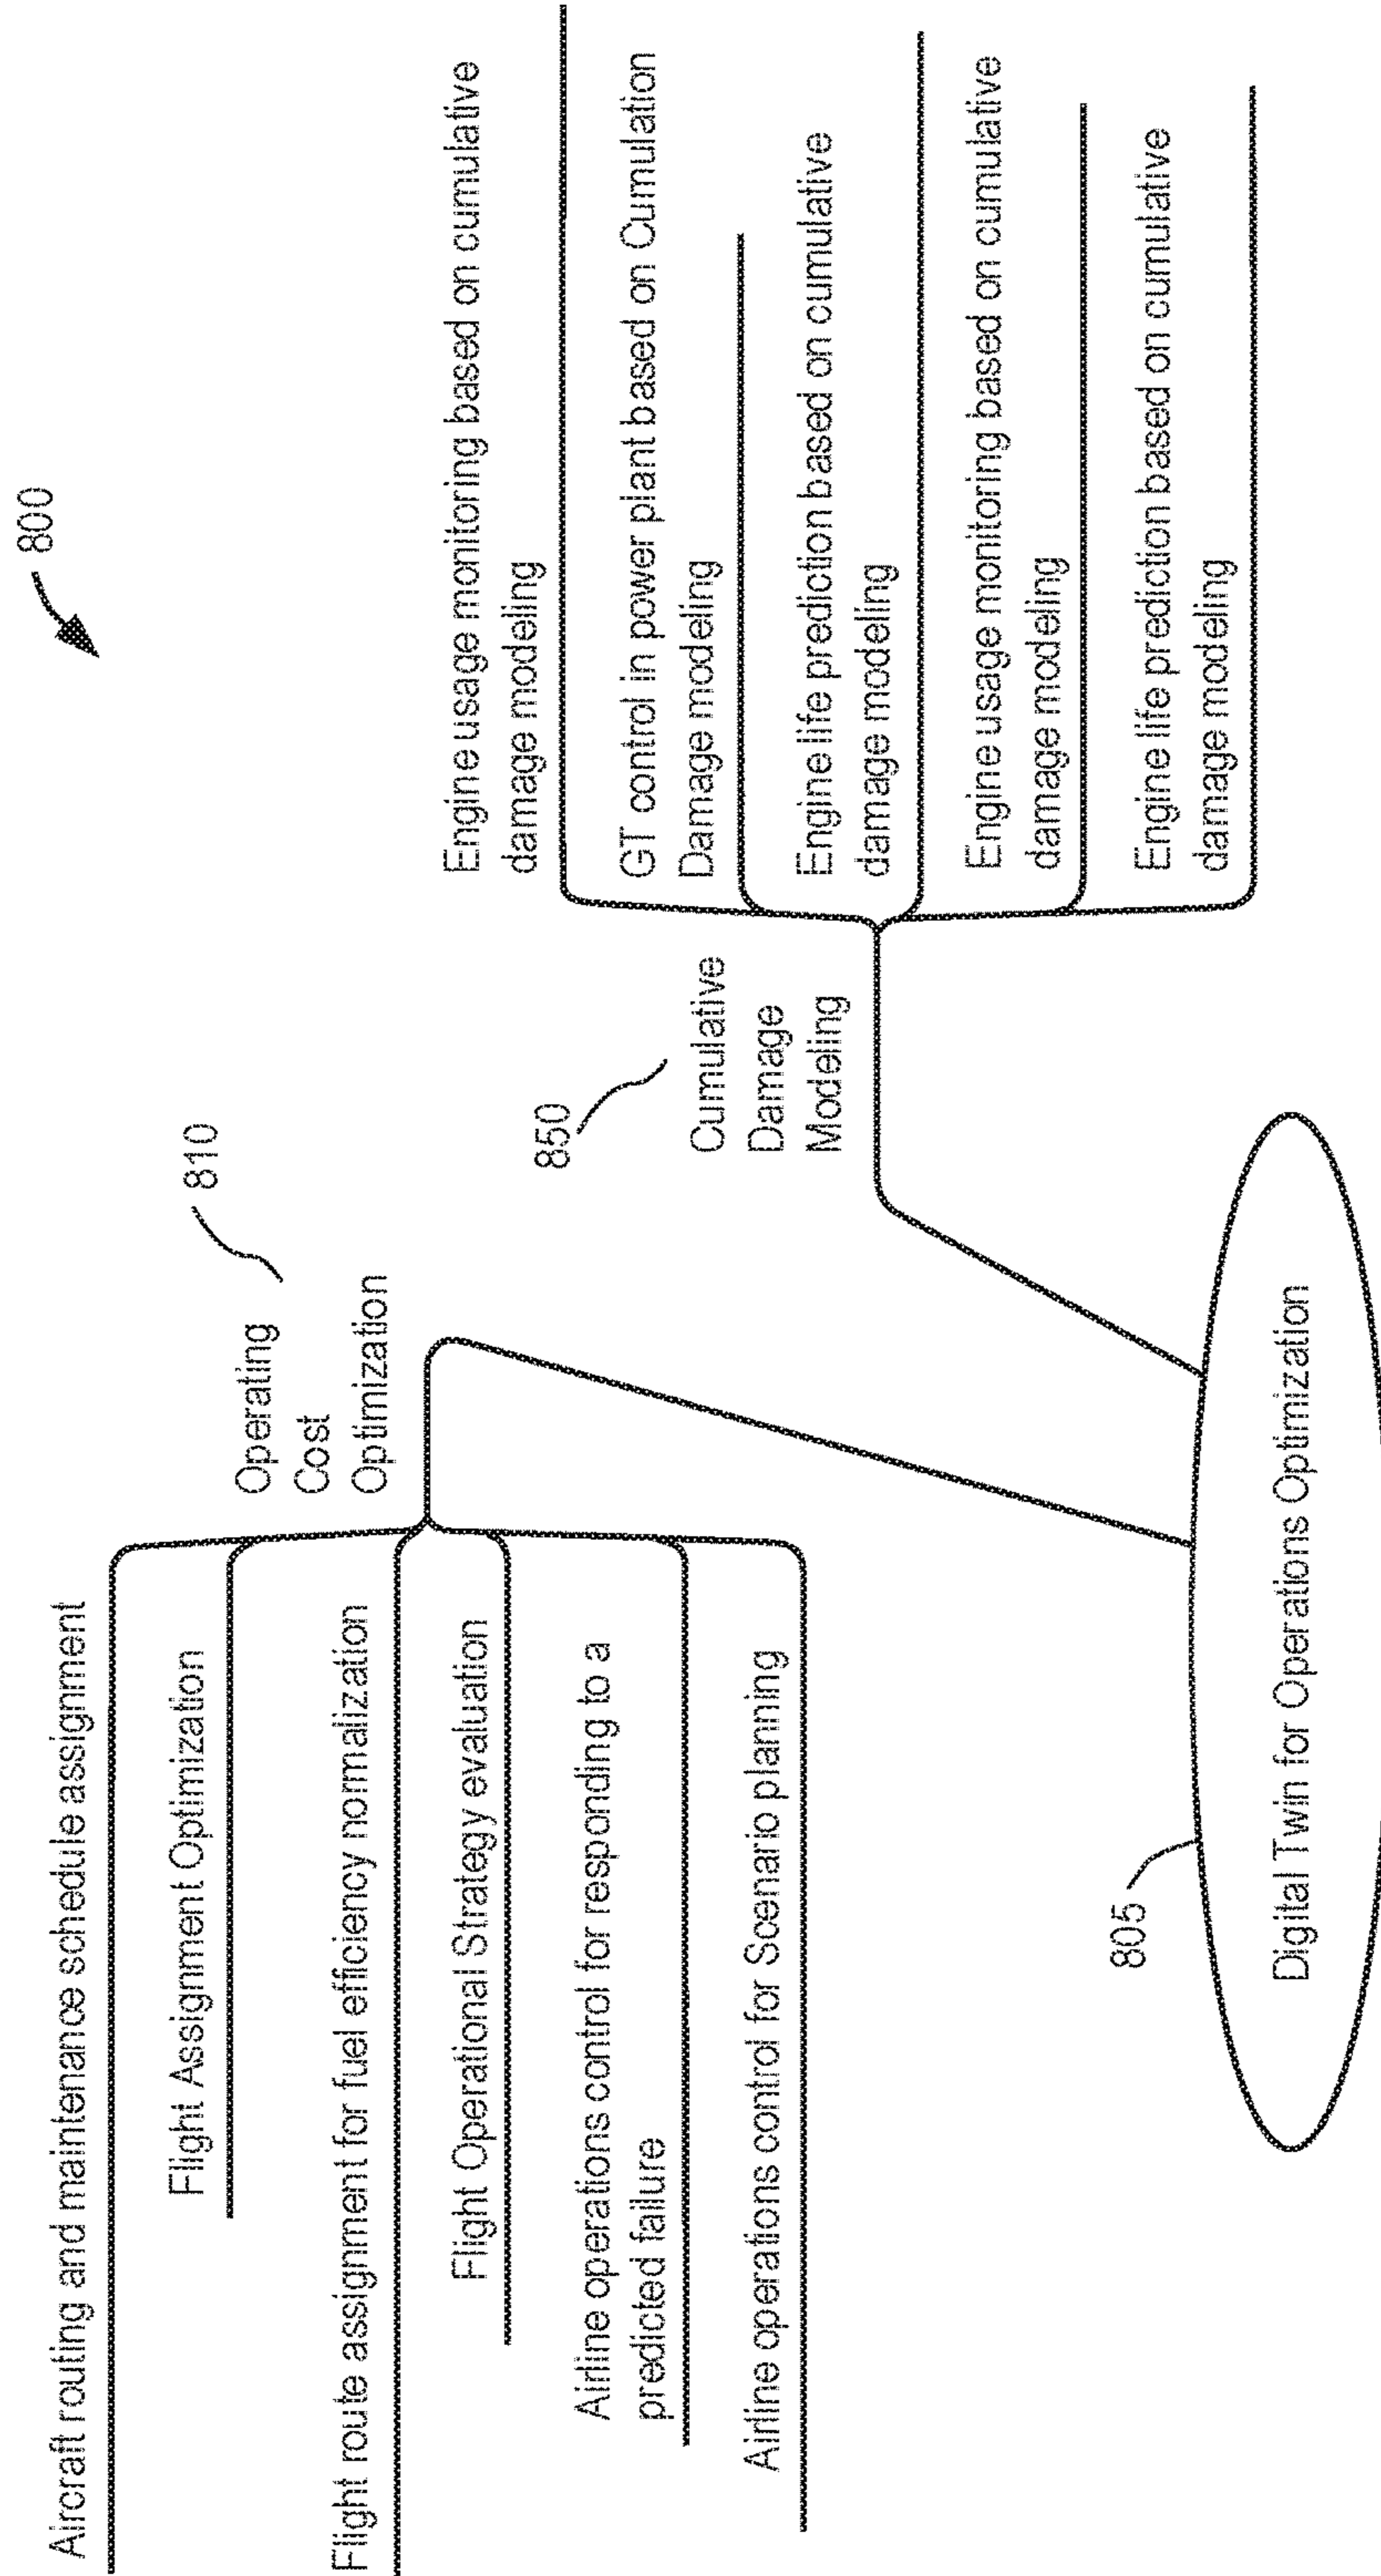 800
Aircraft routing and maintenance schedule assignment
Flight Assignment Optimization
Flight route assignment for fuel efficiency normalization
Flight Operational Strategy evaluation
Airline operations control for responding to a
predicted failure
Airline operations control for Scenario planning
810
Operating
Cost
Optimization
850
Cumulative
Damage
Modeling
Engine usage monitoring based on cumulative
damage modeling
GT control in power plant based on Cumulation
Damage modeling
Engine life prediction based on cumulative
damage modeling
Engine usage monitoring based on cumulative
damage modeling
Engine life prediction based on cumulative
damage modeling
805
Digital Twin for Operations Optimization